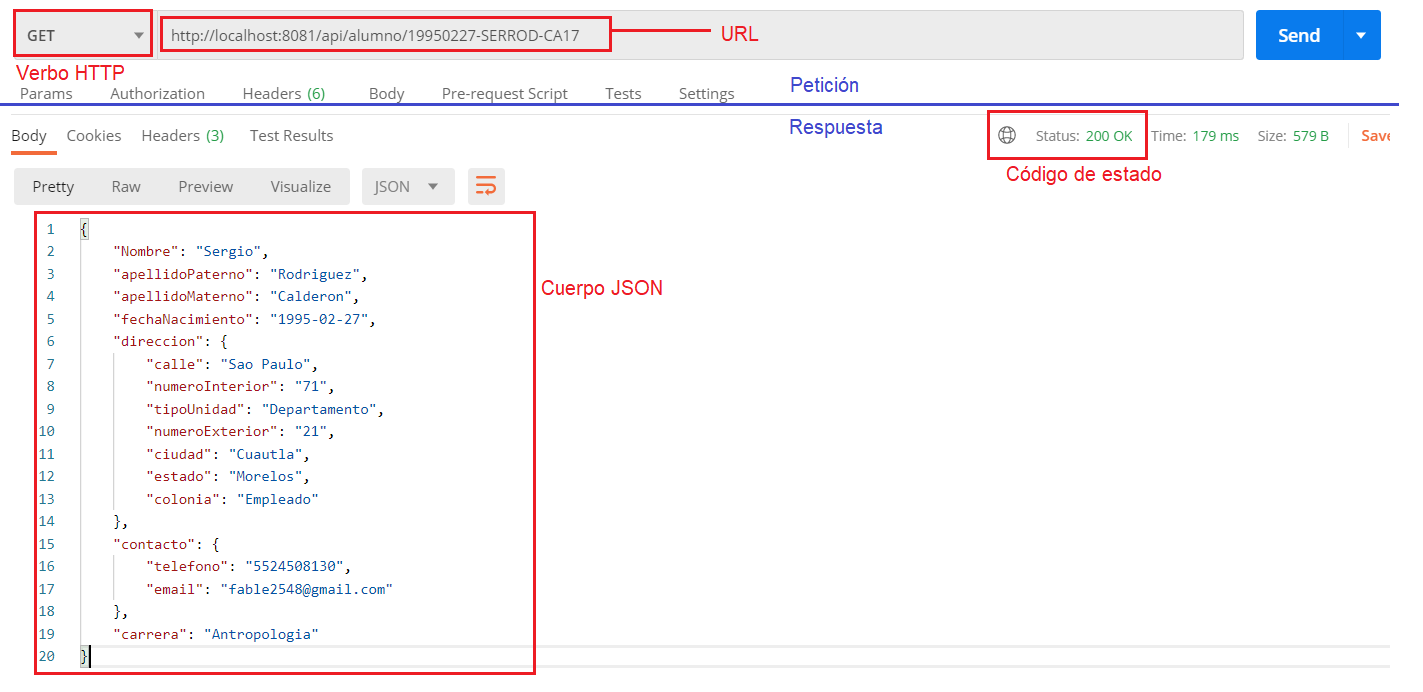 GET
http://localhost:8081/api/alumno/19950227-SERROD-CA17
URL
Send
Verbo HTTP
Params Authorization Headers (6) Body Pre-request Script Tests Settings
Petición
Respuesta
Body Cookies Headers (3) Test Results
Status: 200 OK Time: 179 ms Size: 579 B Save
Código de estado
Pretty Raw Preview Visualize JSON
1 {
2 "Nombre": "Sergio",
3 "apellidoPaterno": "Rodriguez",
4 "apellidoMaterno": "Calderon",
5 "fechaNacimiento": "1995-02-27",
6 "direccion": {
7 "calle": "Sao Paulo",
8 "numeroInterior": "71",
9 "tipoUnidad": "Departamento",
10 "numeroExterior": "21",
11 "ciudad": "Cuautla",
12 "estado": "Morelos",
13 "colonia": "Empleado"
14 },
15 "contacto": {
16 "telefono": "5524508130",
17 "email": "fable2548@gmail.com"
18 },
19 "carrera": "Antropologia"
20 }
Cuerpo JSON